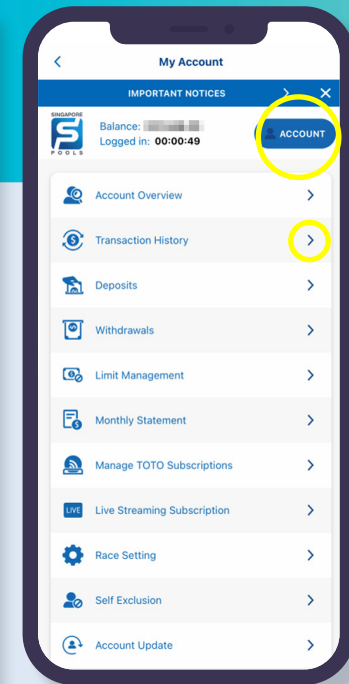 My Account
IMPORTANT NOTICES
SINGAPORE
POOLS
Balance:
Logged in: 00:00:49
ACCOUNT
Account Overview
Transaction History
Deposits
Withdrawals
Limit Management
Monthly Statement
Manage TOTO Subscriptions
LIVE Live Streaming Subscription
Race Setting
Self Exclusion
Account Update